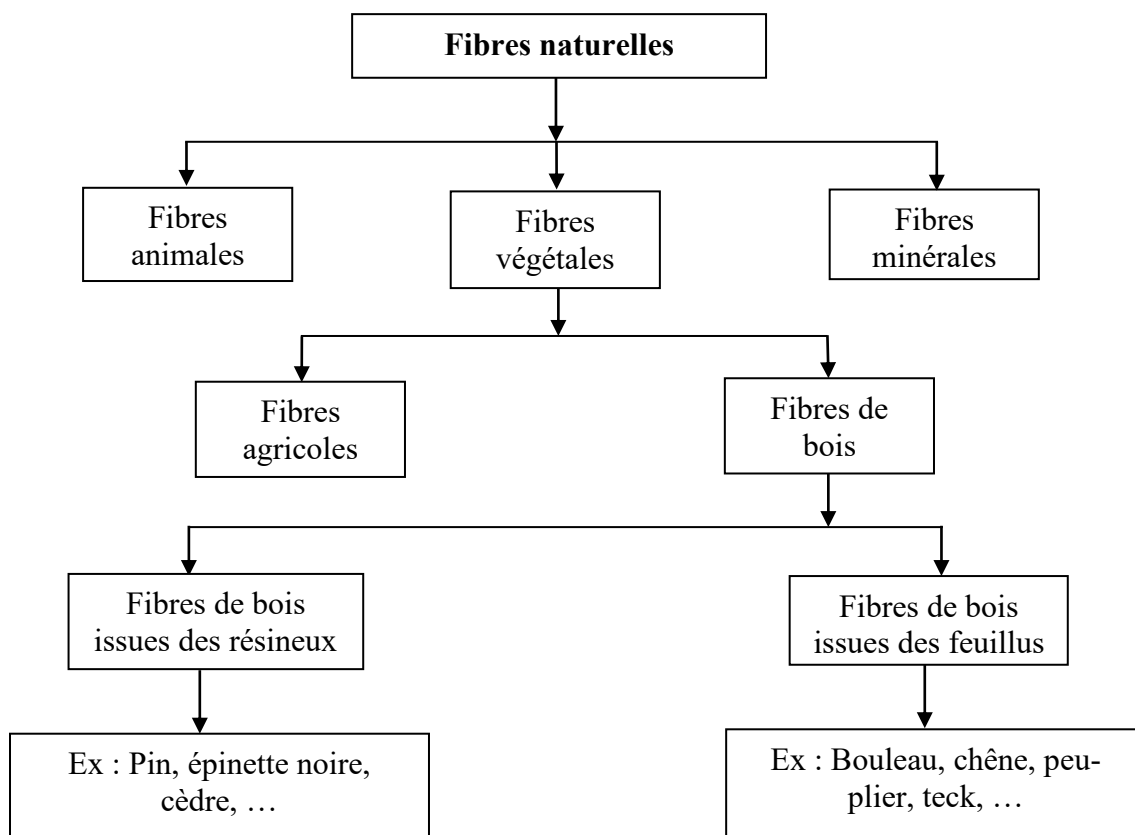 Fibres naturelles
Fibres
animales
Fibres
végétales
Fibres
minérales
Fibres
agricoles
Fibres de
bois
Fibres de bois
issues des résineux
Fibres de bois
issues des feuillus
Ex : Pin, épinette noire,
cèdre, …
Ex : Bouleau, chêne, peu-
plier, teck, …